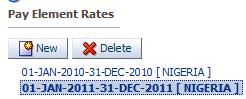 Pay Element Rates
New Delete
01-JAN-2010-31-DEC-2010 [ NIGERIA ]
01-JAN-2011-31-DEC-2011 [ NIGERIA ]